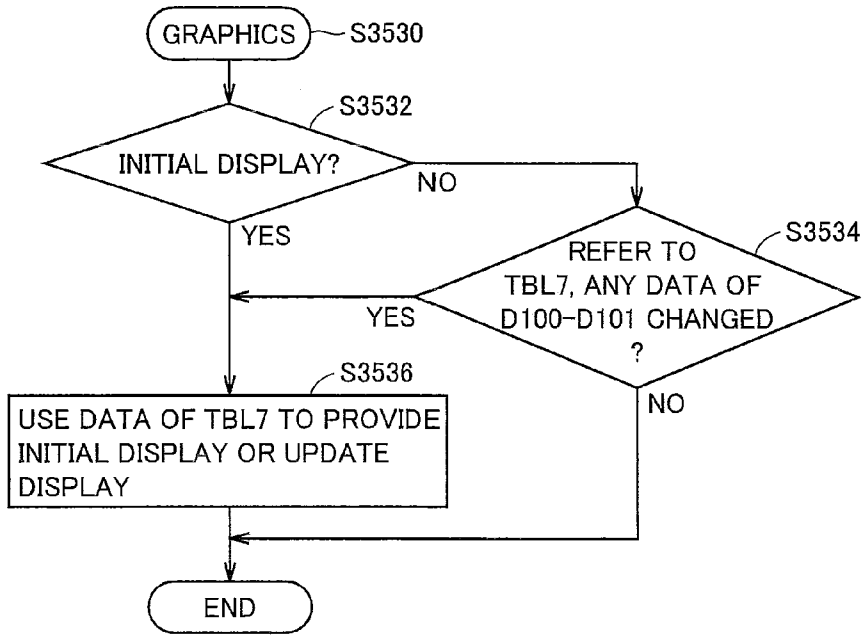 GRAPHICS
S3530
S3532
INITIAL DISPLAY?
NO
YES
S3534
REFER TO
TBL7, ANY DATA OF
D100-D101 CHANGED
?
YES
NO
S3536
USE DATA OF TBL7 TO PROVIDE
INITIAL DISPLAY OR UPDATE
DISPLAY
END